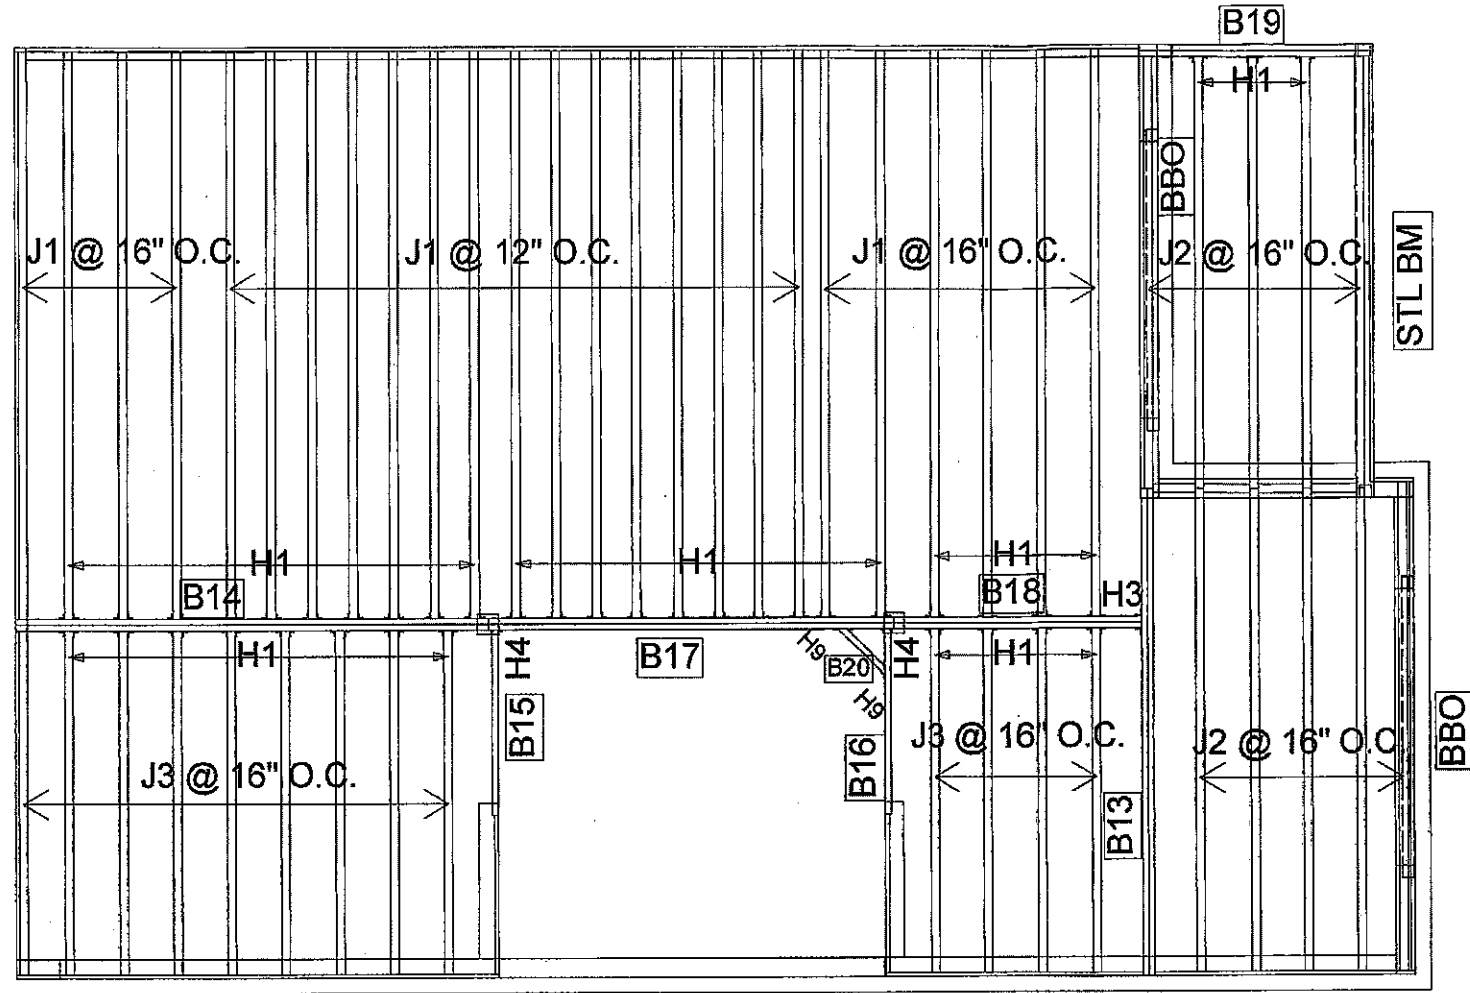 B19
H1
BBO
J1 @ 16" O.C.
J1 @ 12" O.C.
J1 @ 16" O.C.
J2 @ 16" O.C.
STL BM
H1
H1
H1
B14
B18
H3
H1
H4
B17
H9
B20
H4
H1
H9
B15
B16
J3 @ 16" O.C.
J3 @ 16" O.C.
J2 @ 16" O.C
BBO
B13